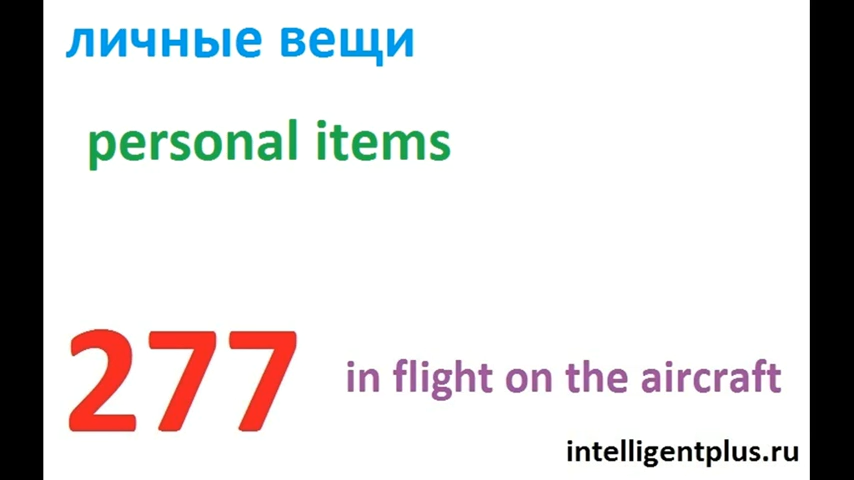 личные вещи
personal items
277
in flight on the aircraft
intelligentplus.ru